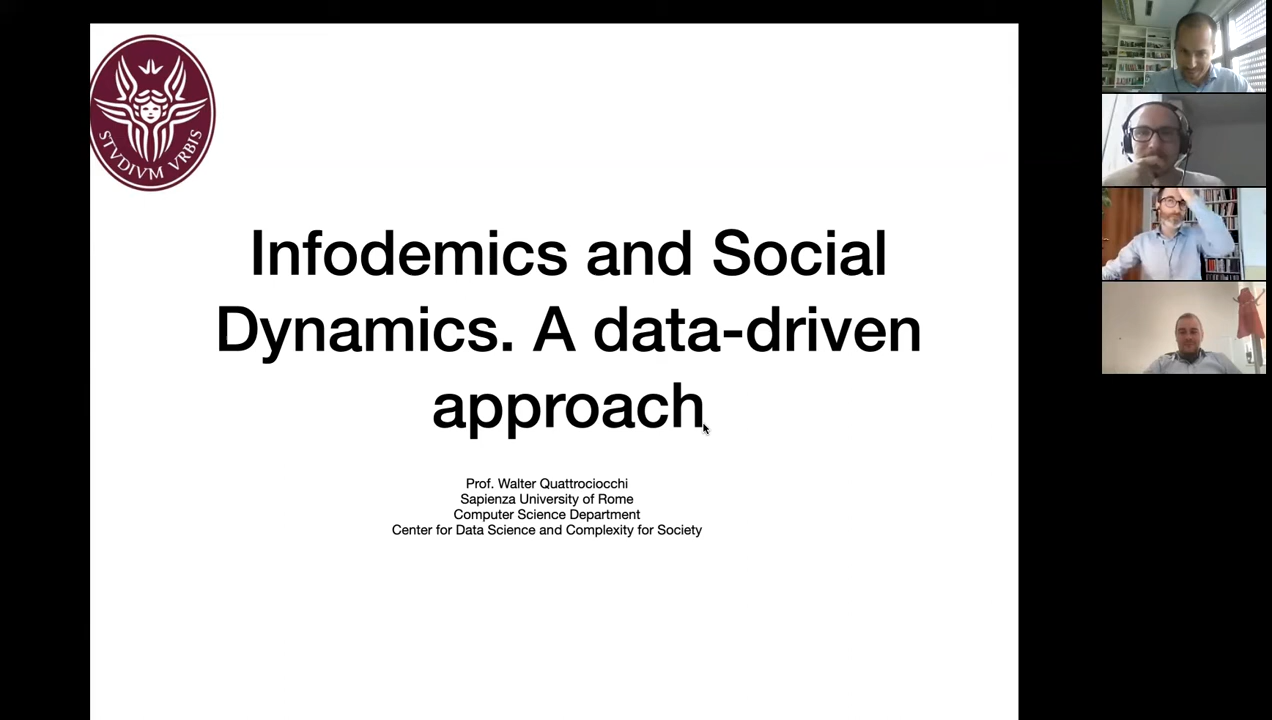 STVDIVM VRBIS
Infodemics and Social
Dynamics. A data-driven
approach
Prof. Walter Quattrociocchi
Sapienza University of Rome
Computer Science Department
Center for Data Science and Complexity for Society